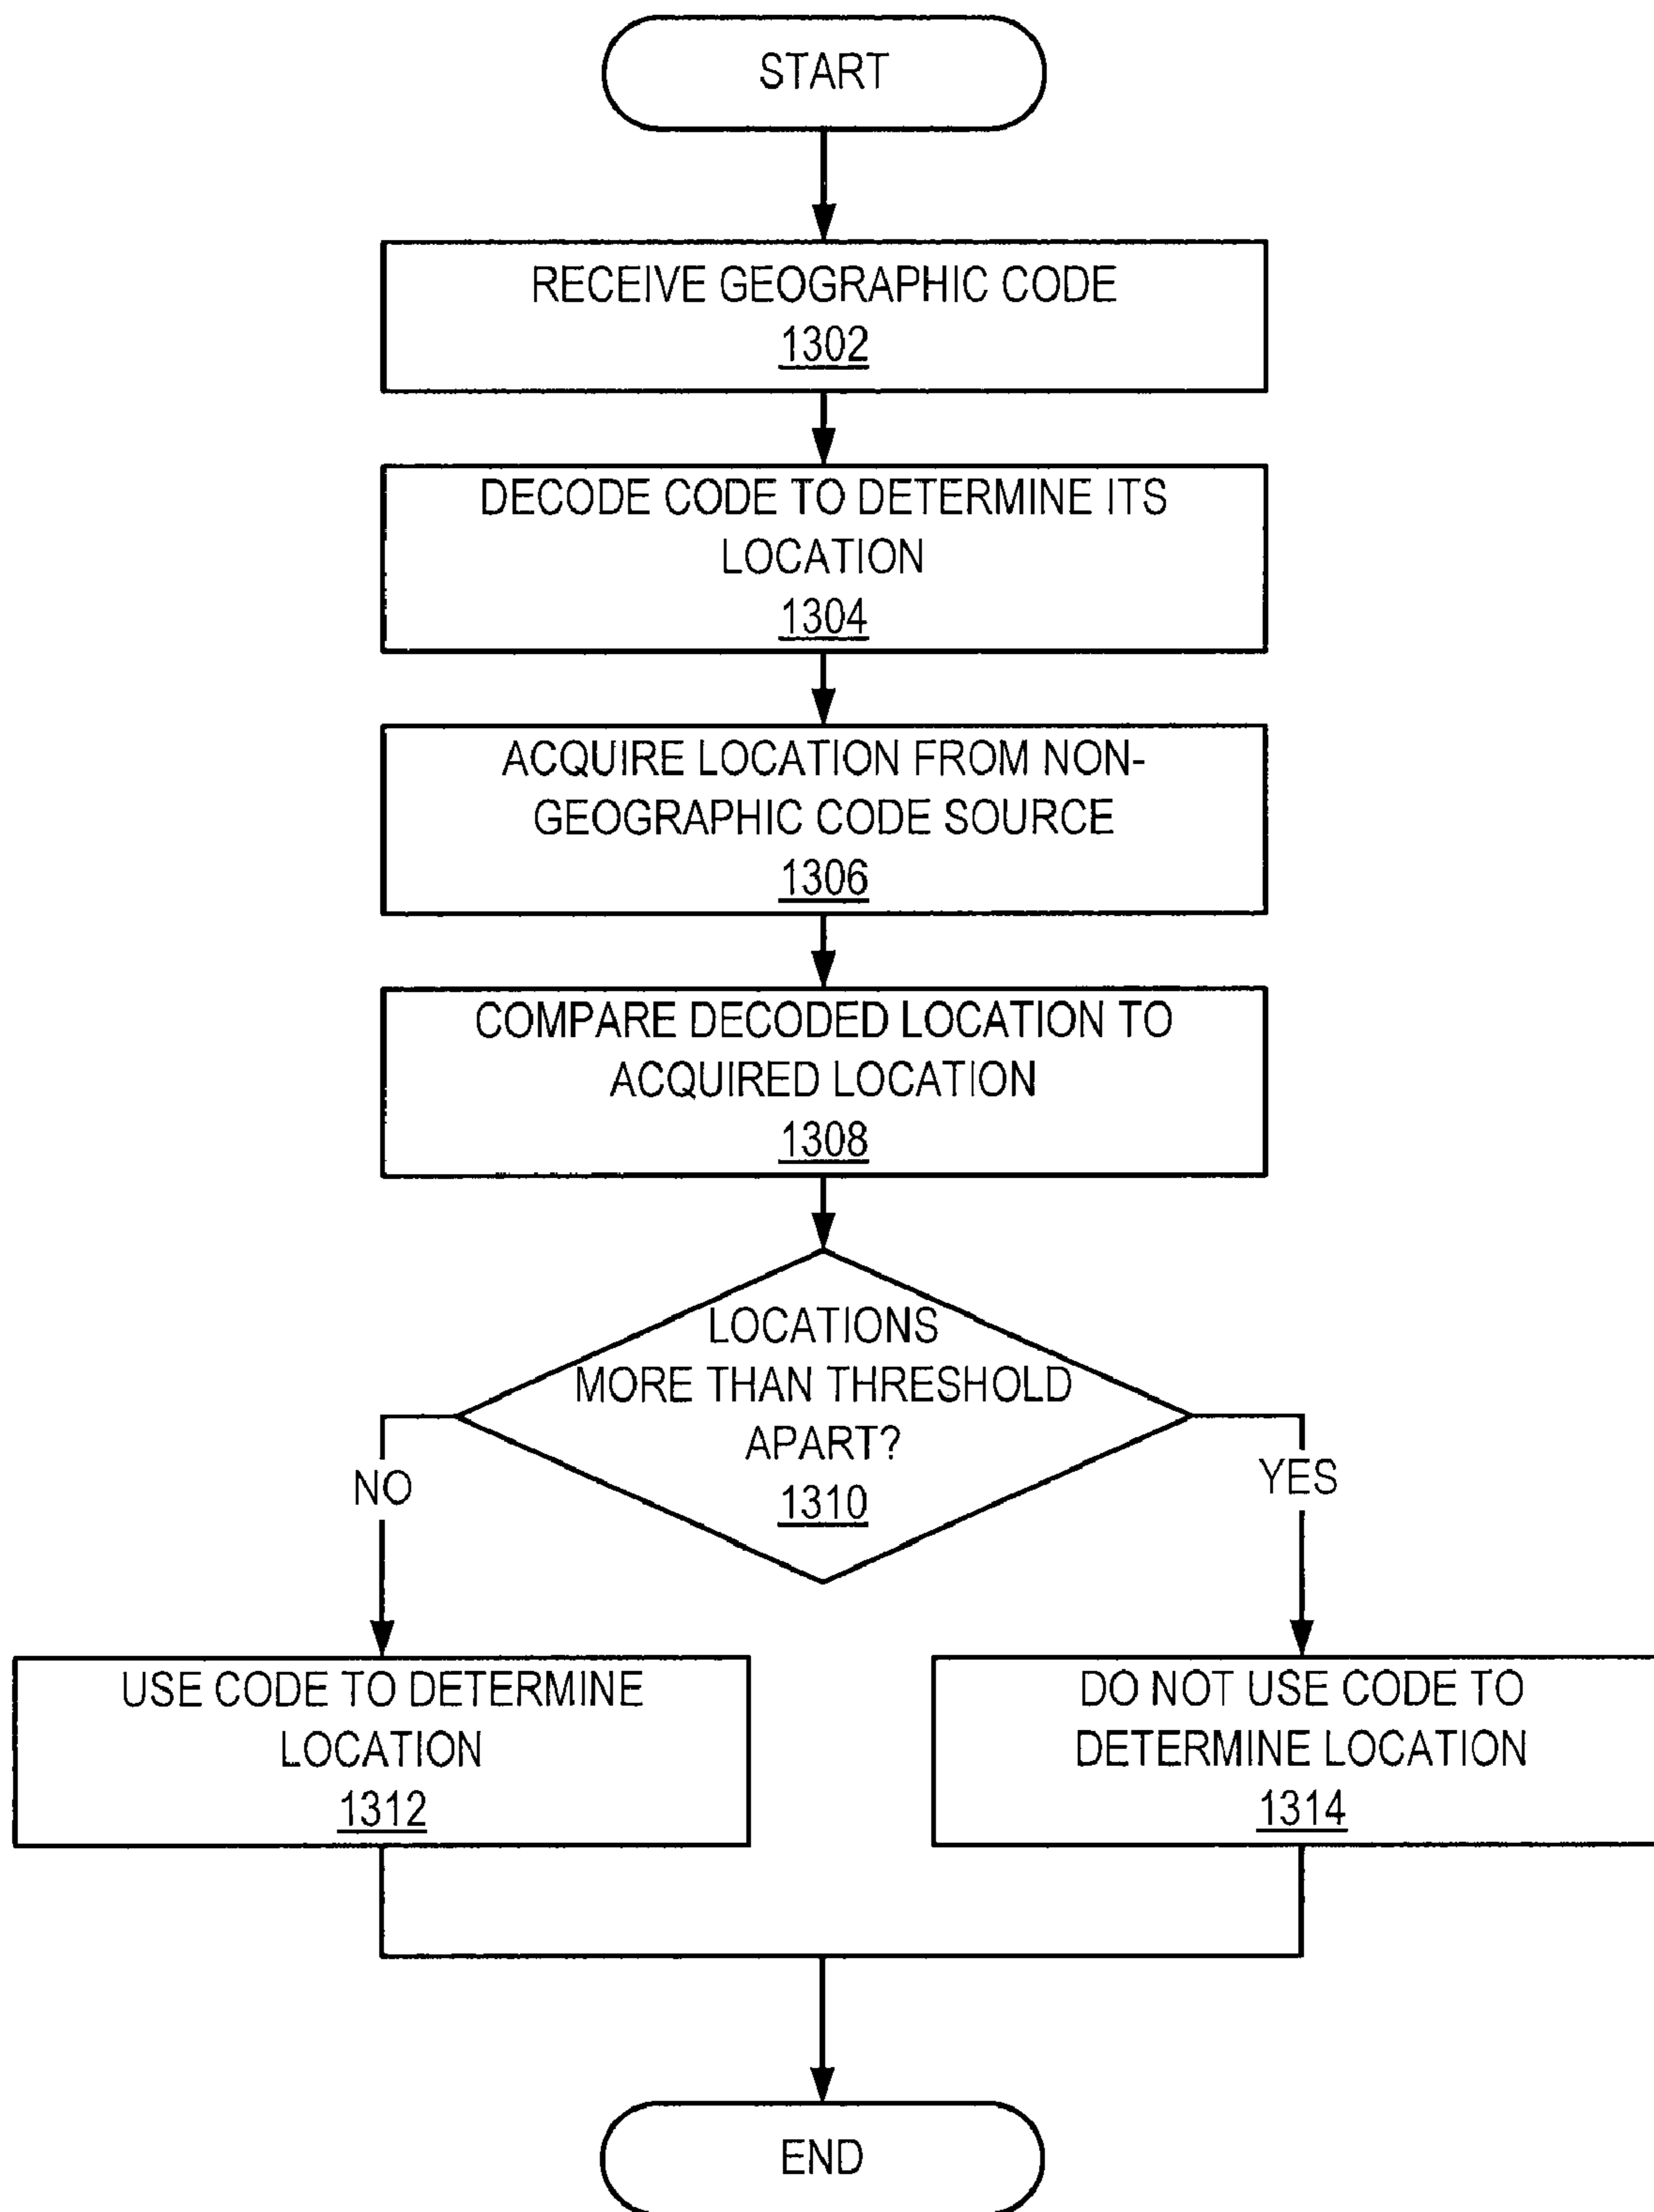 START
RECEIVE GEOGRAPHIC CODE
1302
DECODE CODE TO DETERMINE ITS
LOCATION
1304
ACQUIRE LOCATION FROM NON-
GEOGRAPHIC CODE SOURCE
1306
COMPARE DECODED LOCATION TO
ACQUIRED LOCATION
1308
LOCATIONS
MORE THAN THRESHOLD
APART?
1310
NO
YES
USE CODE TO DETERMINE
LOCATION
1312
DO NOT USE CODE TO
DETERMINE LOCATION
1314
END